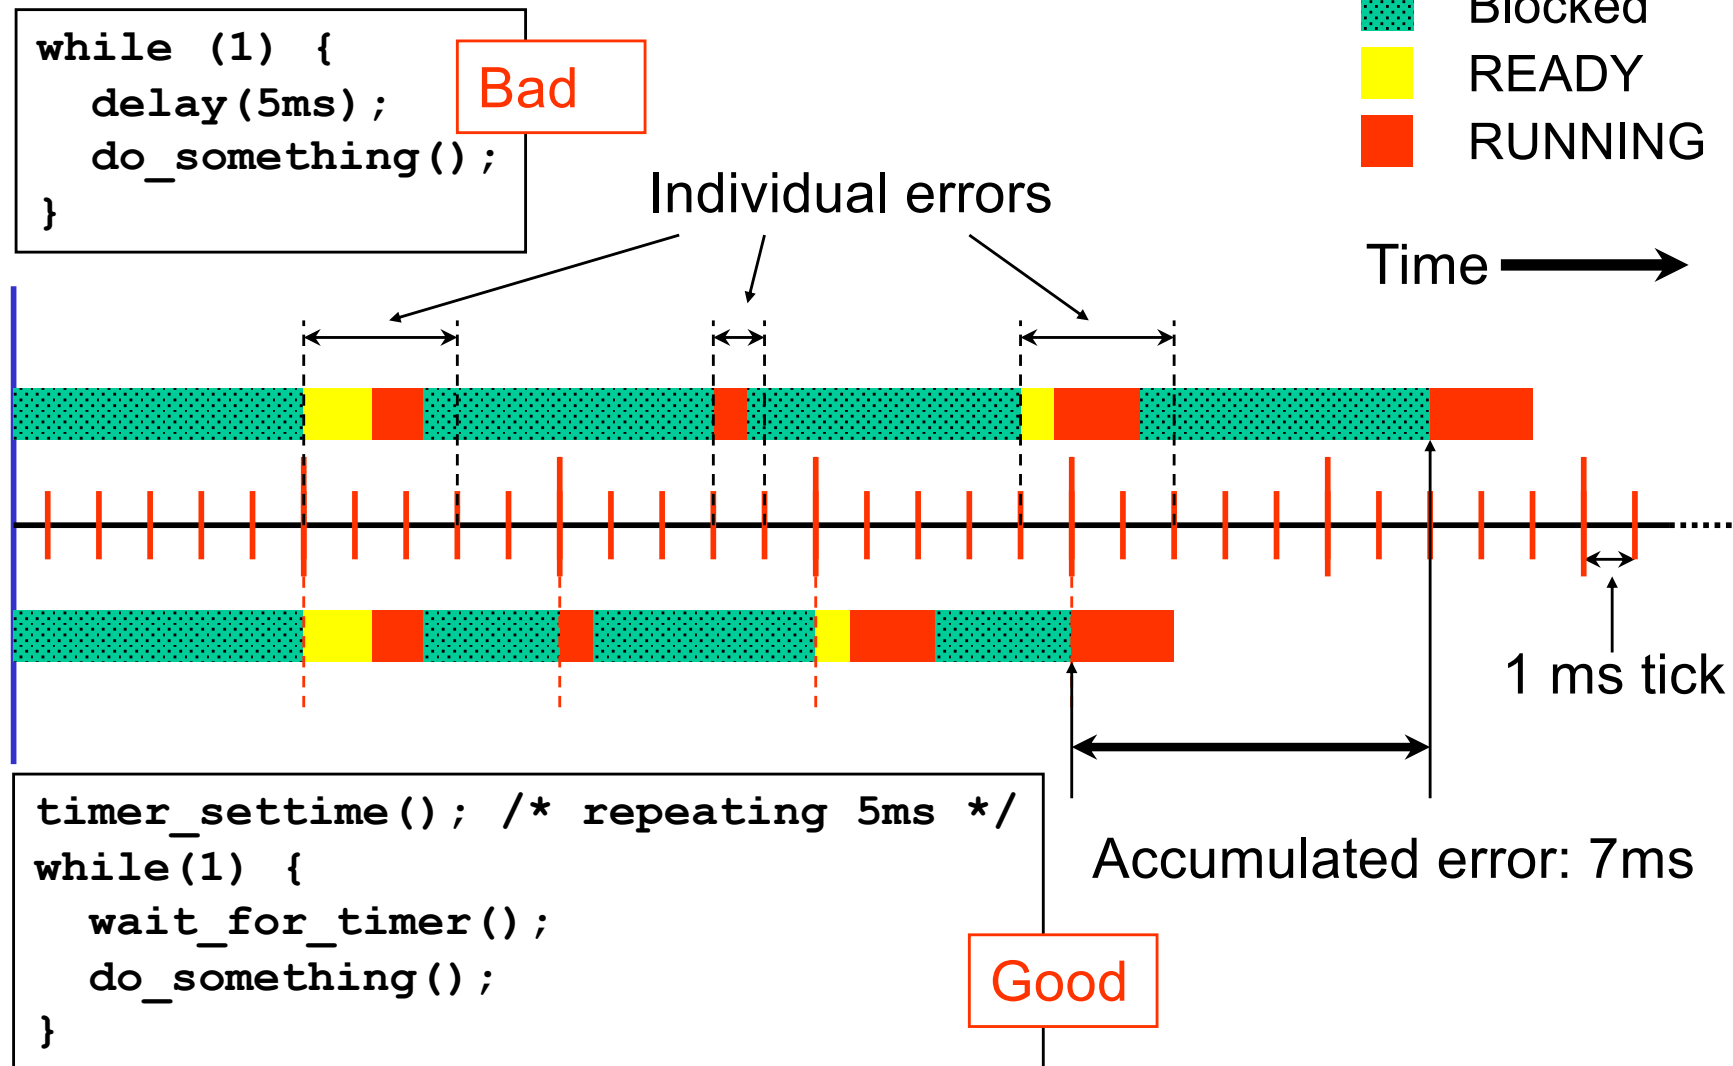 while (1) {
  delay(5ms);
  do_something();
}
Bad
Blocked
READY
RUNNING
Individual errors
Time
1 ms tick
Accumulated error: 7ms
timer_settime(); /* repeating 5ms */
while(1) {
  wait_for_timer();
  do_something();
}
Good